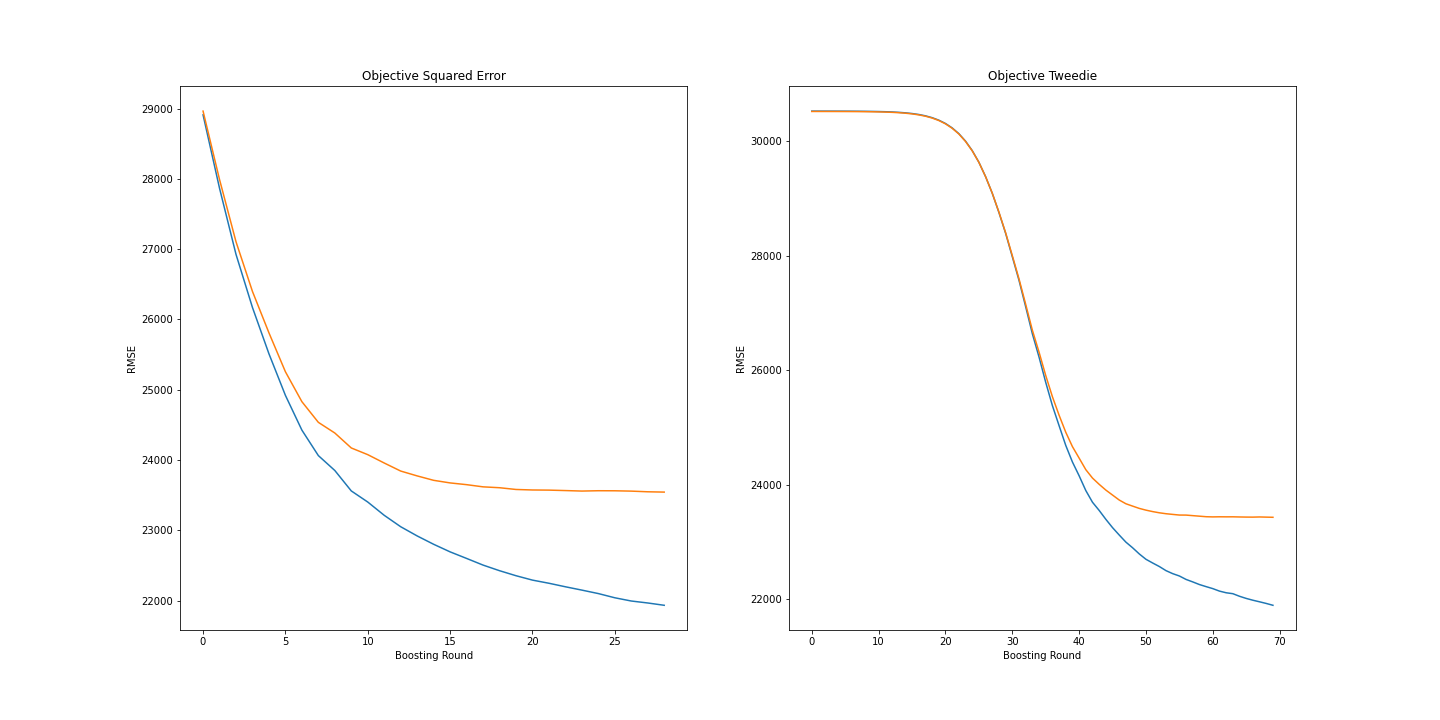 Objective Squared Error
29000
28000
27000
26000
25000
24000
23000
22000
RMSE
0 5 10 15 20 25
Boosting Round
Objective Tweedie
30000
28000
26000
24000
22000
RMSE
0 10 20 30 40 50 60 70
Boosting Round